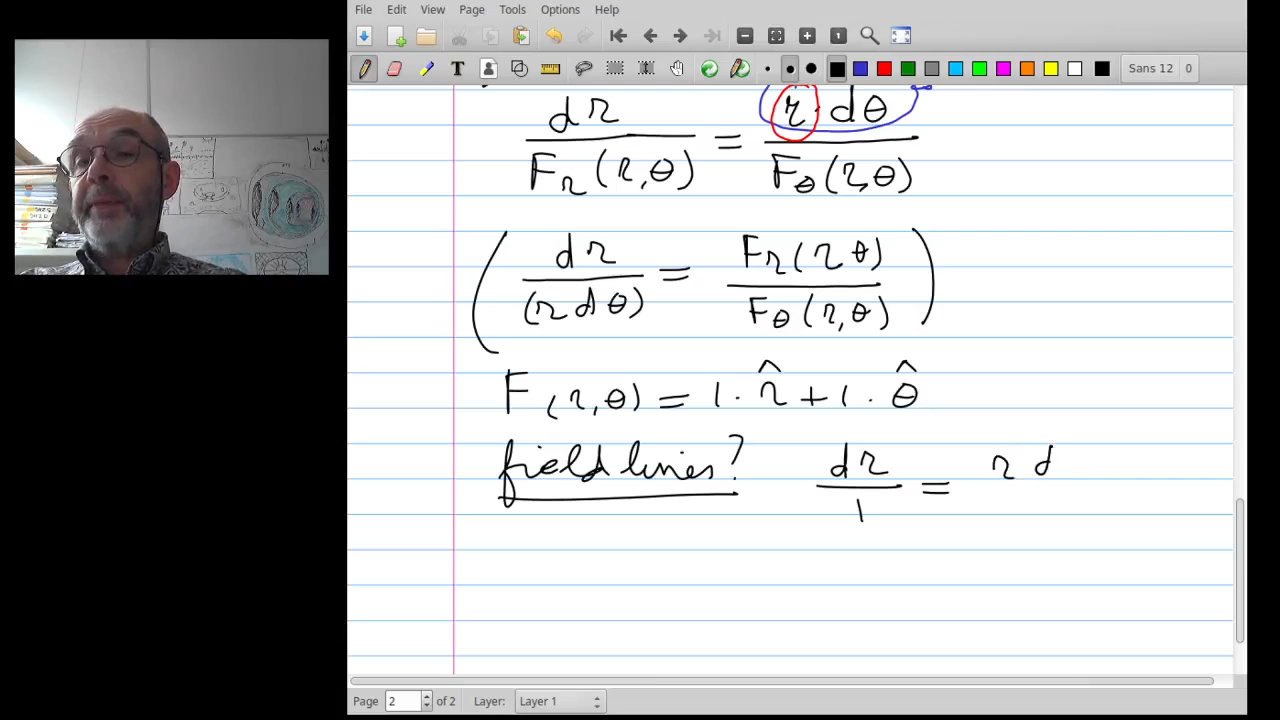 File Edit View Page Tools Options Help
Sans 12 0
dr / F_r (r,θ) = r · dθ / F_θ (r,θ)
( dr / (r dθ) = F_r (r θ) / F_θ (r,θ) )
F (r,θ) = 1 · r̂ + 1 · θ̂
field lines? dr / 1 = r d
Page 2 of 2 Layer: Layer 1